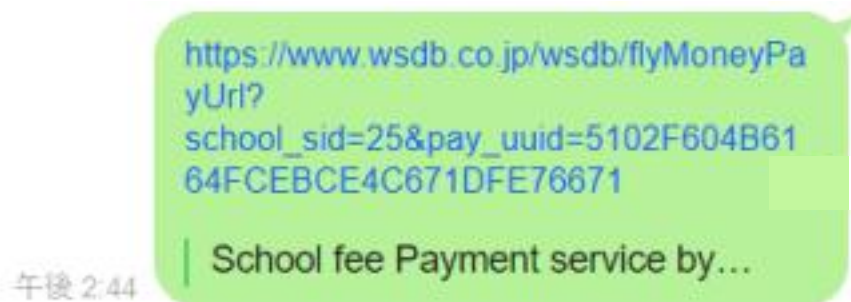 https://www.wsdb.co.jp/wsdb/flyMoneyPa
yUrl?
school_sid=25&pay_uuid=5102F604B61
64FCEBCE4C671DFE76671
School fee Payment service by...
午後 2:44